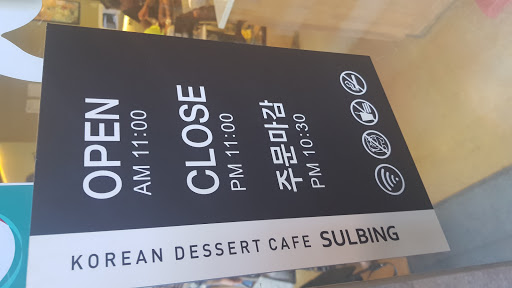 OPEN
AM 11:00
CLOSE
PM 11:00
주문마감
PM 10:30
KOREAN DESSERT CAFE SULBING